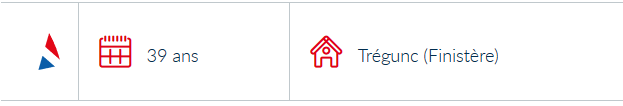 39 ans
Trégunc (Finistère)